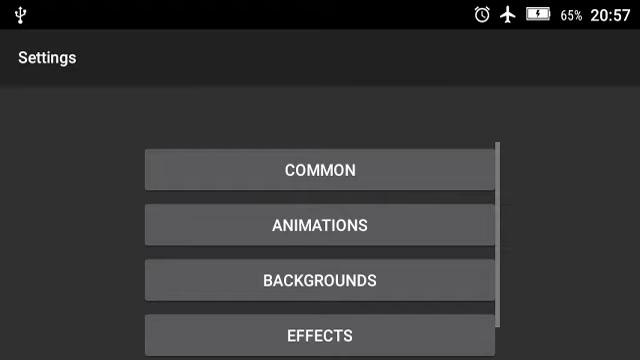 65% 20:57
Settings
COMMON
ANIMATIONS
BACKGROUNDS
EFFECTS